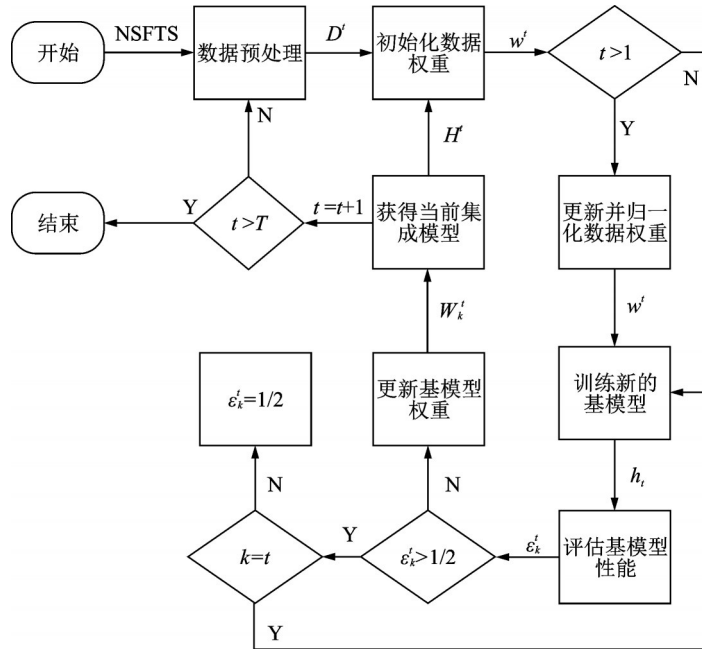 开始
NSFTS
数据预处理
D^t
初始化数据
权重
w^t
t>1
N
Y
N
H^t
结束
Y
t>T
t=t+1
获得当前集
成模型
更新并归一
化数据权重
W_k^t
w^t
ε_k^t=1/2
更新基模型
权重
训练新的
基模型
N
N
h_t
k=t
Y
ε_k^t>1/2
ε_k^t
评估基模型
性能
Y